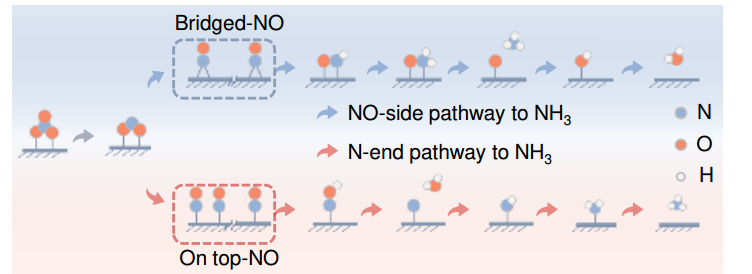 Bridged-NO
NO-side pathway to NH₃
N-end pathway to NH₃
N
O
H
On top-NO